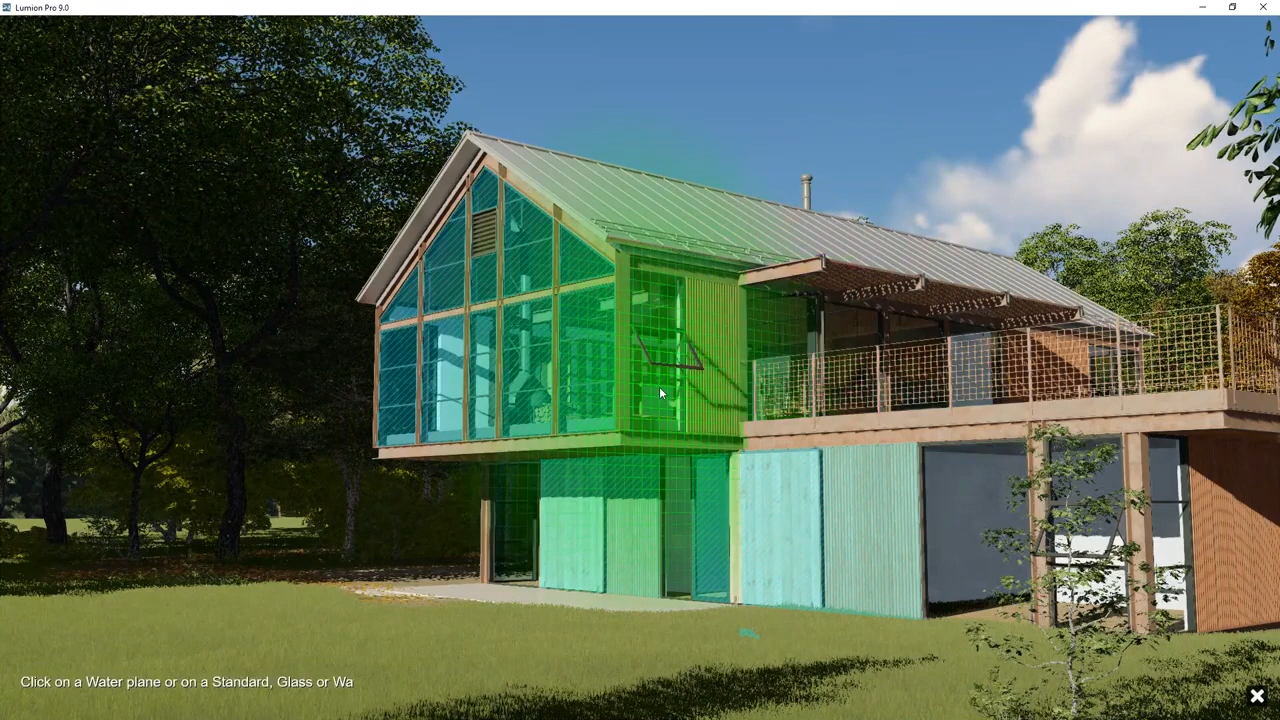 Lumion Pro 9.0
Click on a Water plane or on a Standard, Glass or Wa